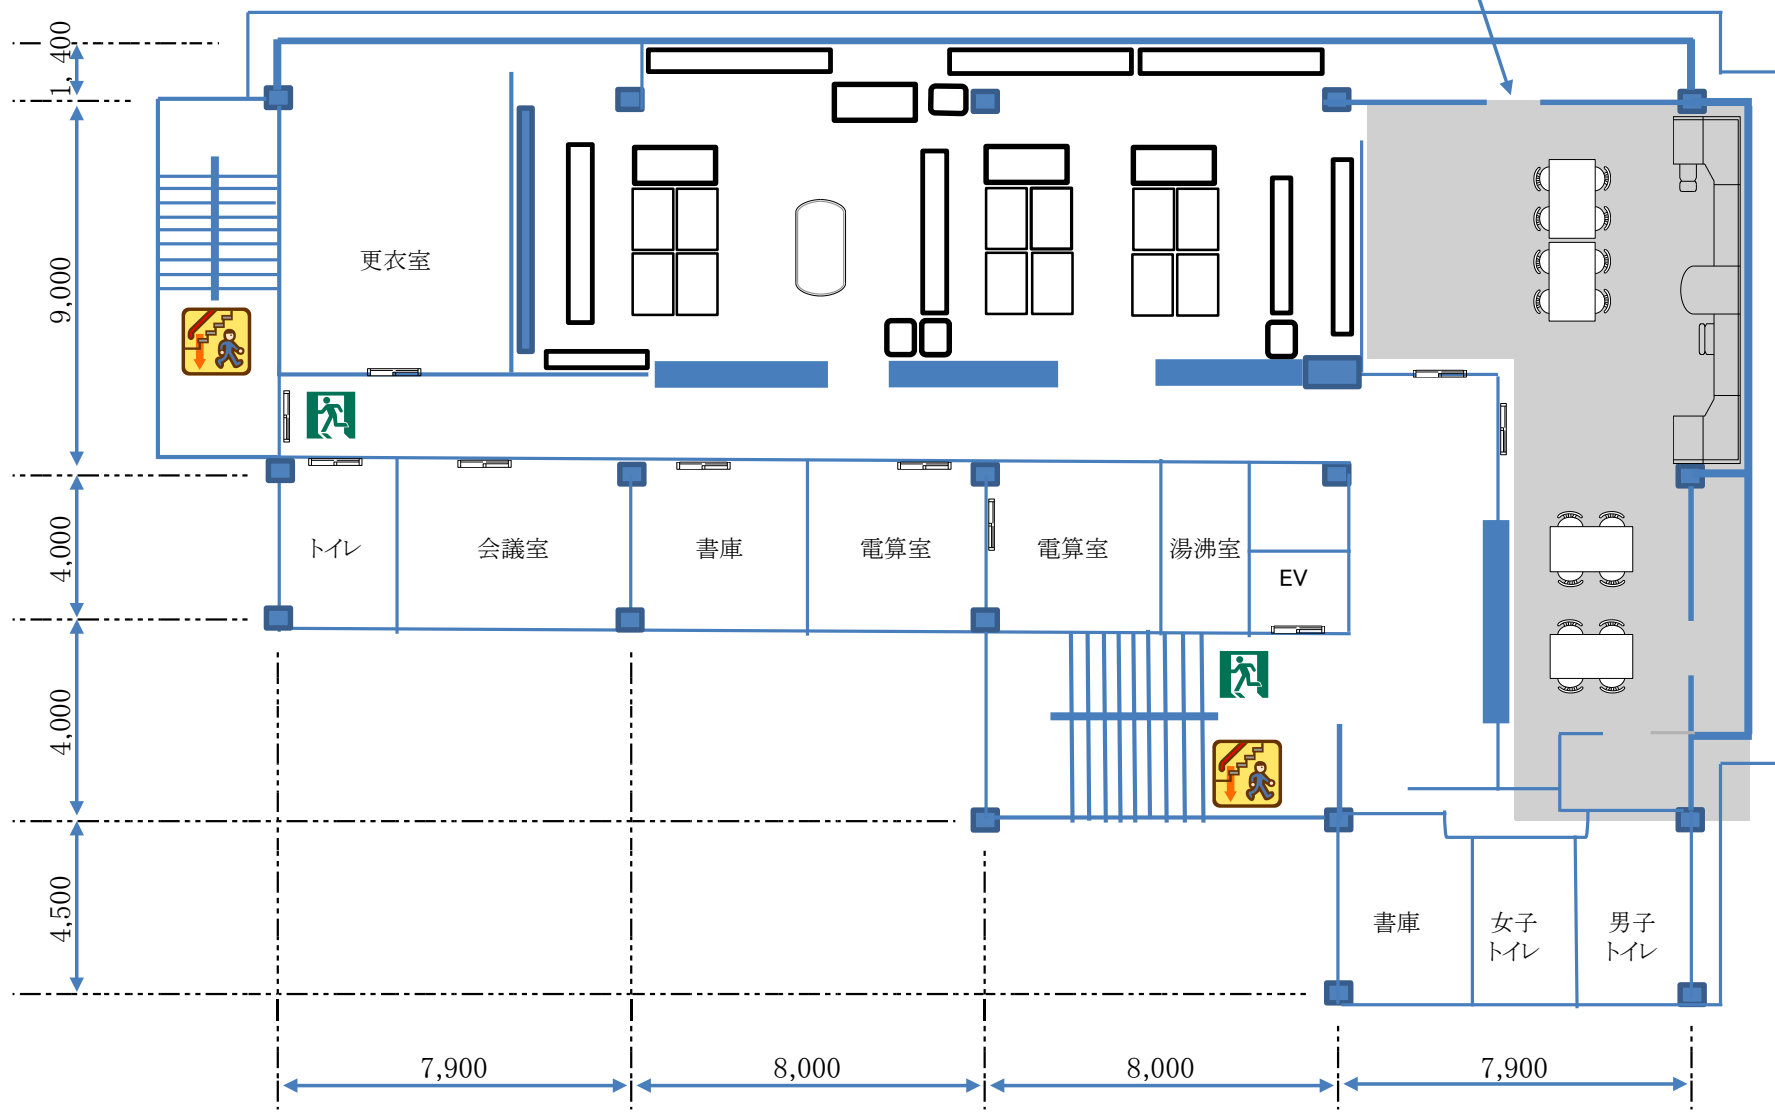 1,400
9,000
更衣室
4,000
トイレ
会議室
書庫
電算室
電算室
湯沸室
EV
4,000
4,500
書庫
女子
トイレ
男子
トイレ
7,900
8,000
8,000
7,900